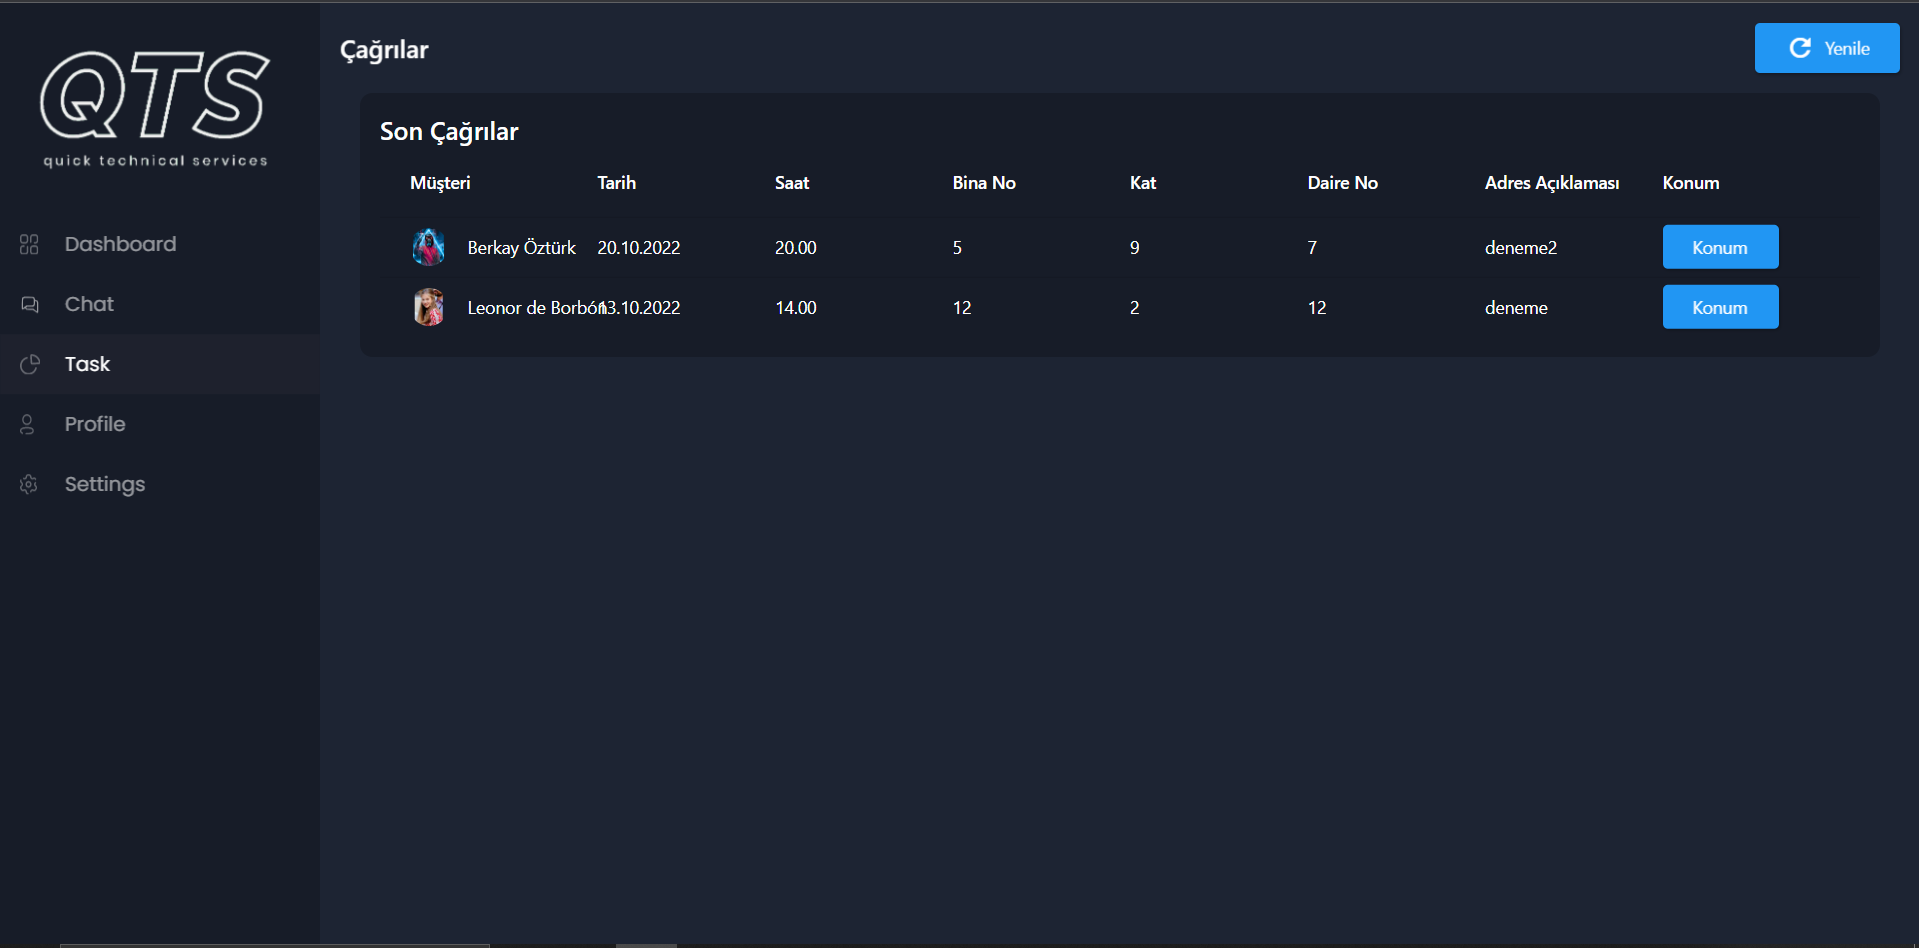 QTS
quick technical services
Dashboard
Chat
Task
Profile
Settings
Çağrılar
Yenile
Son Çağrılar
Müşteri Tarih Saat Bina No Kat Daire No Adres Açıklaması Konum
Berkay Öztürk 20.10.2022 20.00 5 9 7 deneme2 Konum
Leonor de Borbón 13.10.2022 14.00 12 2 12 deneme Konum